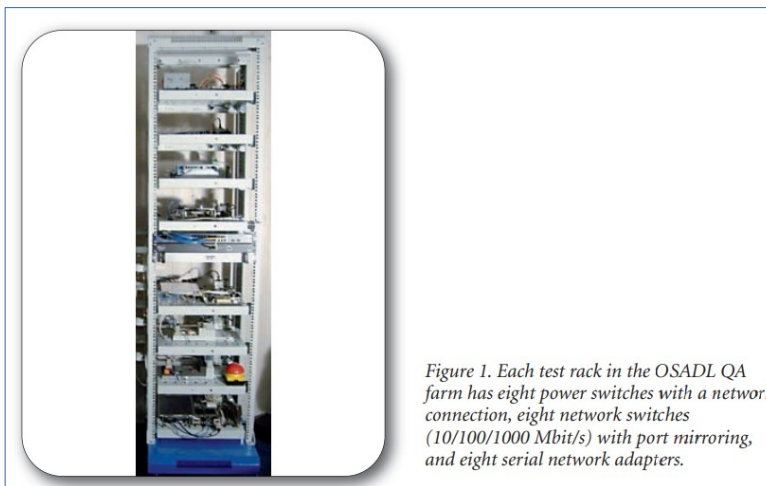 Figure 1. Each test rack in the OSADL QA
farm has eight power switches with a networ
connection, eight network switches
(10/100/1000 Mbit/s) with port mirroring,
and eight serial network adapters.